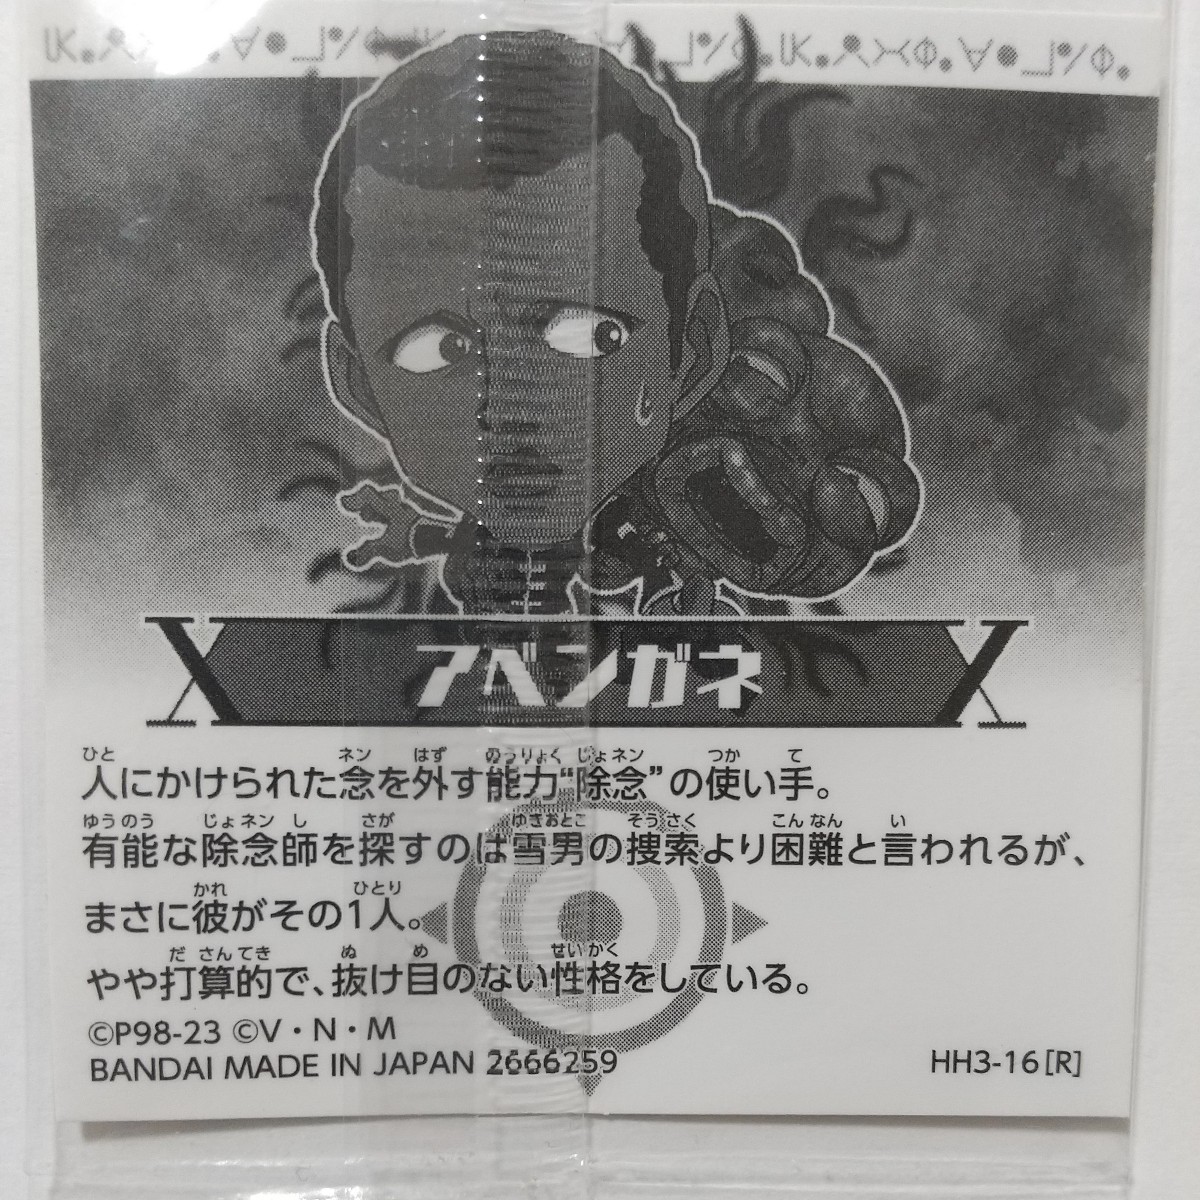 アベンガネ
人にかけられた念を外す能力“除念”の使い手。
有能な除念師を探すのは雪男の捜索より困難と言われるが、
まさに彼がその1人。
やや打算的で、抜け目のない性格をしている。
©P98-23 ©V・N・M
BANDAI MADE IN JAPAN 2666259
HH3-16[R]